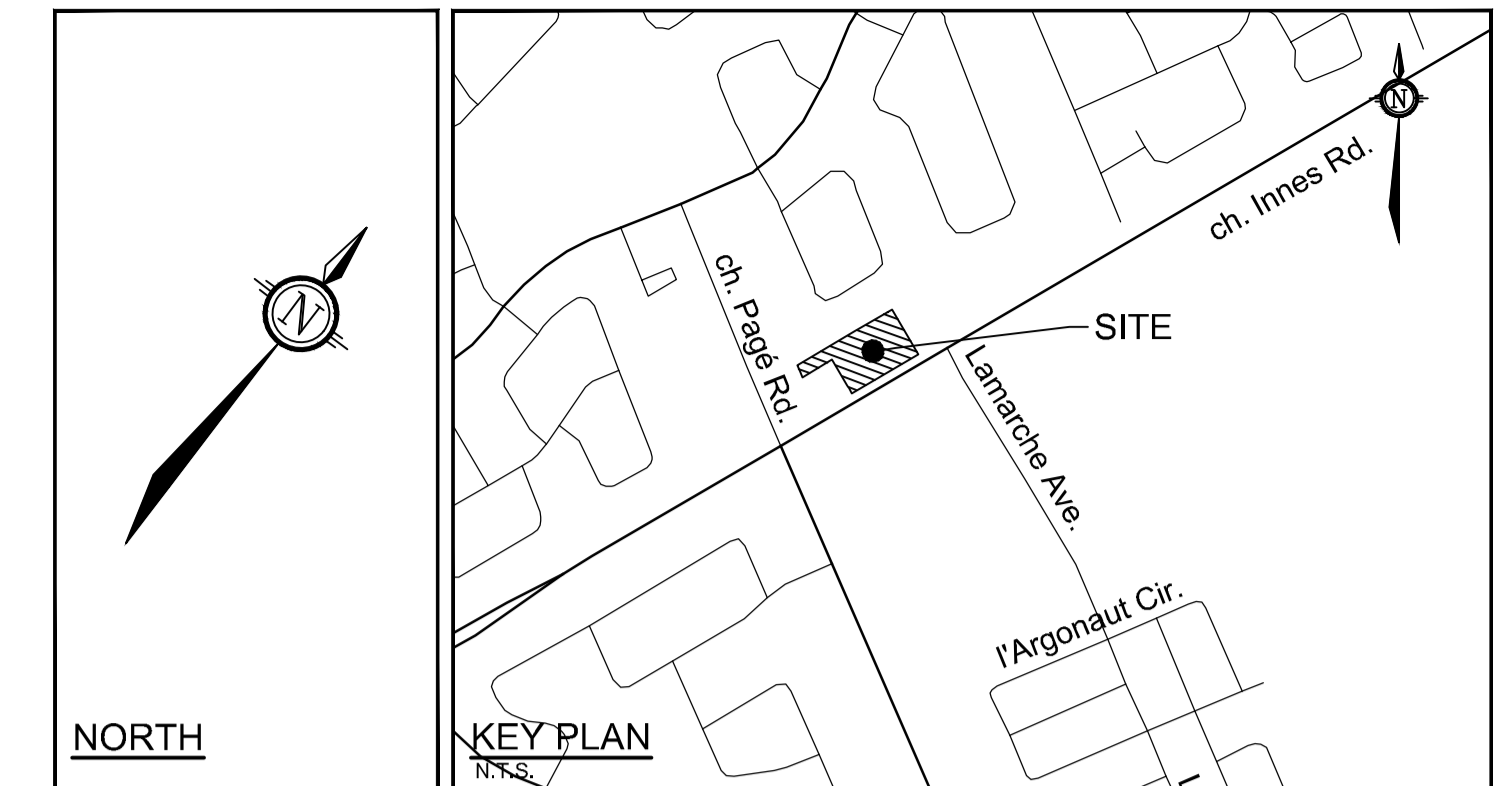 N
N
ch. Innes Rd.
ch. Pagé Rd.
SITE
Lamarche Ave.
l'Argonaut Cir.
NORTH
KEY PLAN
N.T.S.